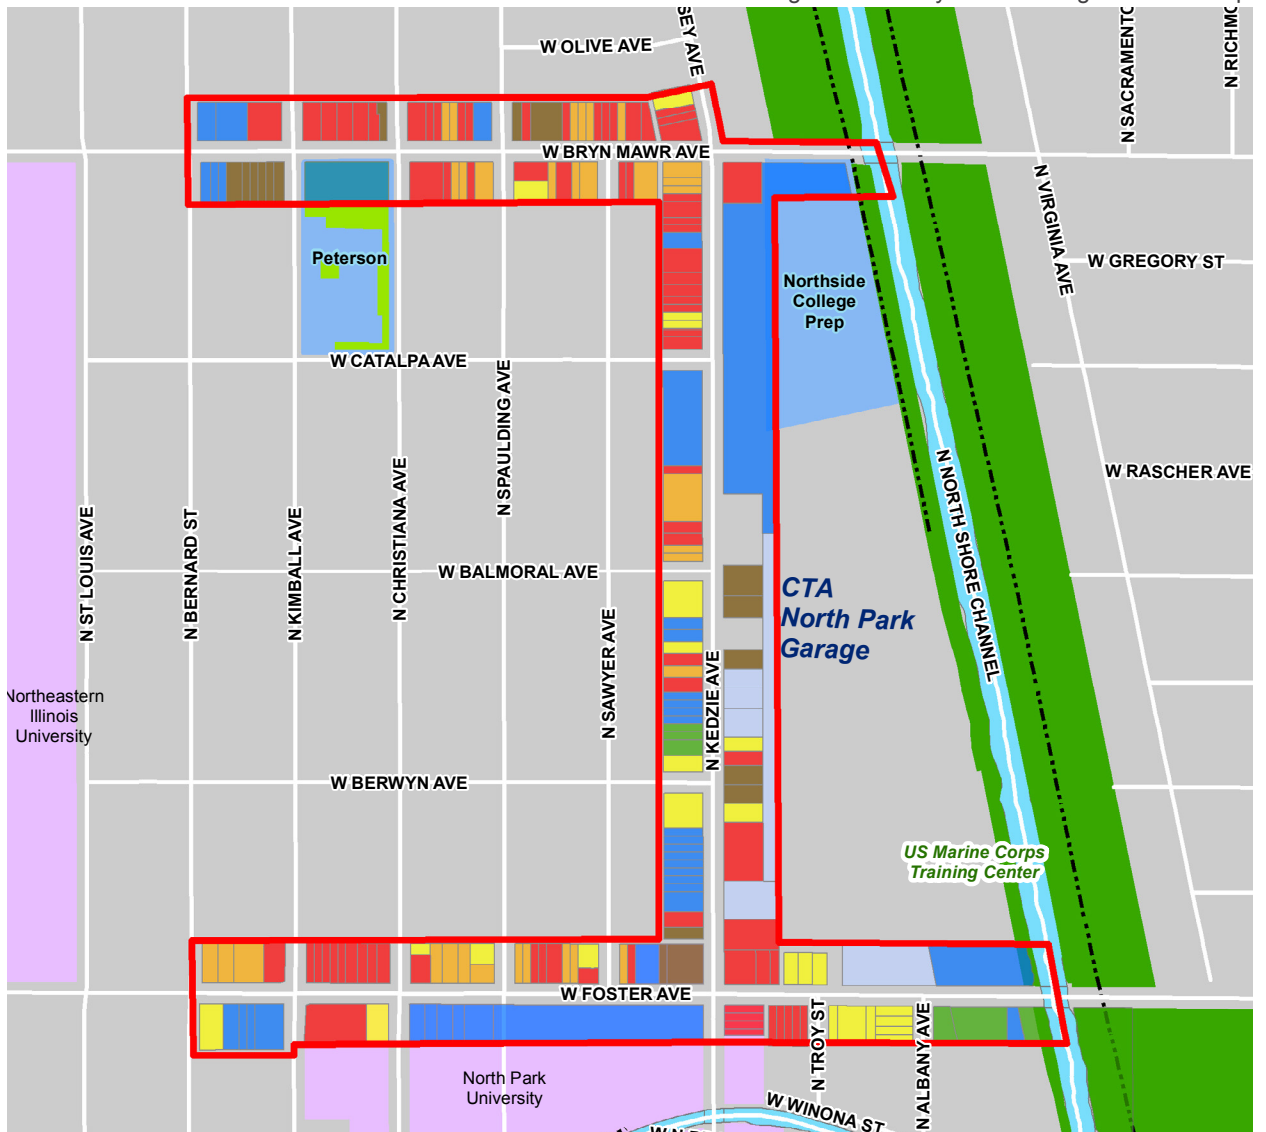 W OLIVE AVE
SEY AVE
N SACRAMENTO
N RICHMO
W BRYN MAWR AVE
N VIRGINIA AVE
W GREGORY ST
Peterson
Northside
College
Prep
W CATALPA AVE
N SPAULDING AVE
W RASCHER AVE
N NORTH SHORE CHANNEL
N ST LOUIS AVE
N BERNARD ST
N KIMBALL AVE
N CHRISTIANA AVE
W BALMORAL AVE
CTA
North Park
Garage
N SAWYER AVE
N KEDZIE AVE
Northeastern
Illinois
University
W BERWYN AVE
US Marine Corps
Training Center
W FOSTER AVE
N TROY ST
N ALBANY AVE
North Park
University
W WINONA ST